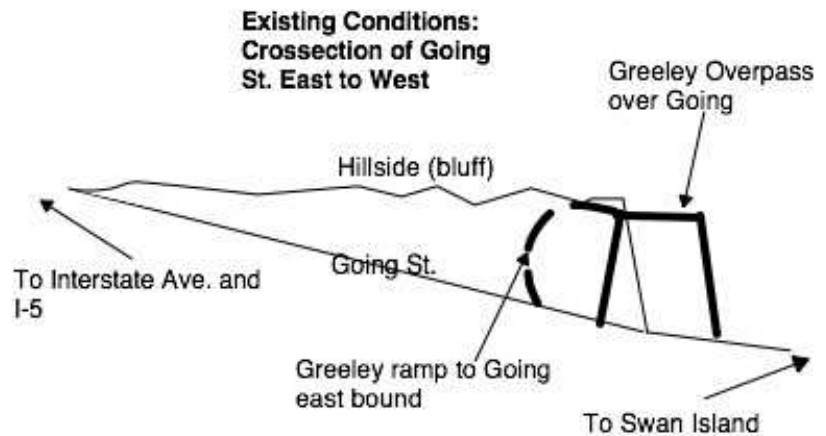 Existing Conditions:
Crossection of Going
St. East to West
Greeley Overpass
over Going
Hillside (bluff)
Going St.
To Interstate Ave. and
I-5
Greeley ramp to Going
east bound
To Swan Island